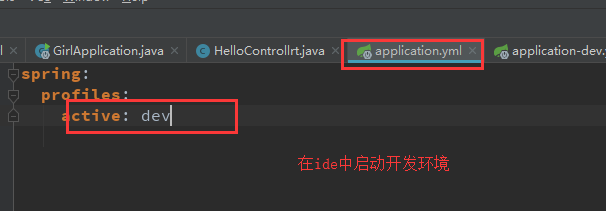 GirlApplication.java HelloControllrt.java application.yml application-dev.y
spring:
profiles:
active: dev
在ide中启动开发环境